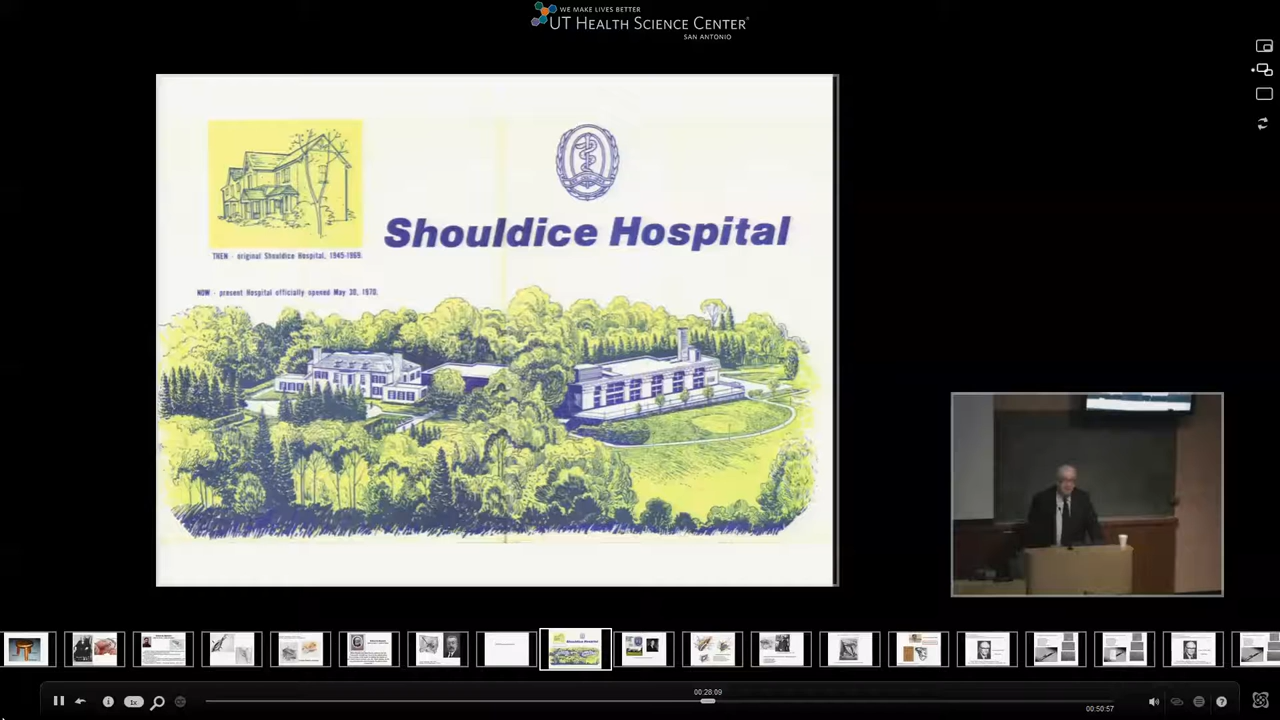 WE MAKE LIVES BETTER
UT HEALTH SCIENCE CENTER®
SAN ANTONIO
Shouldice Hospital
THEN - original Shouldice Hospital, 1945-1969.
NOW - present Hospital officially opened May 30, 1970.
00:28:09
1x
00:50:57